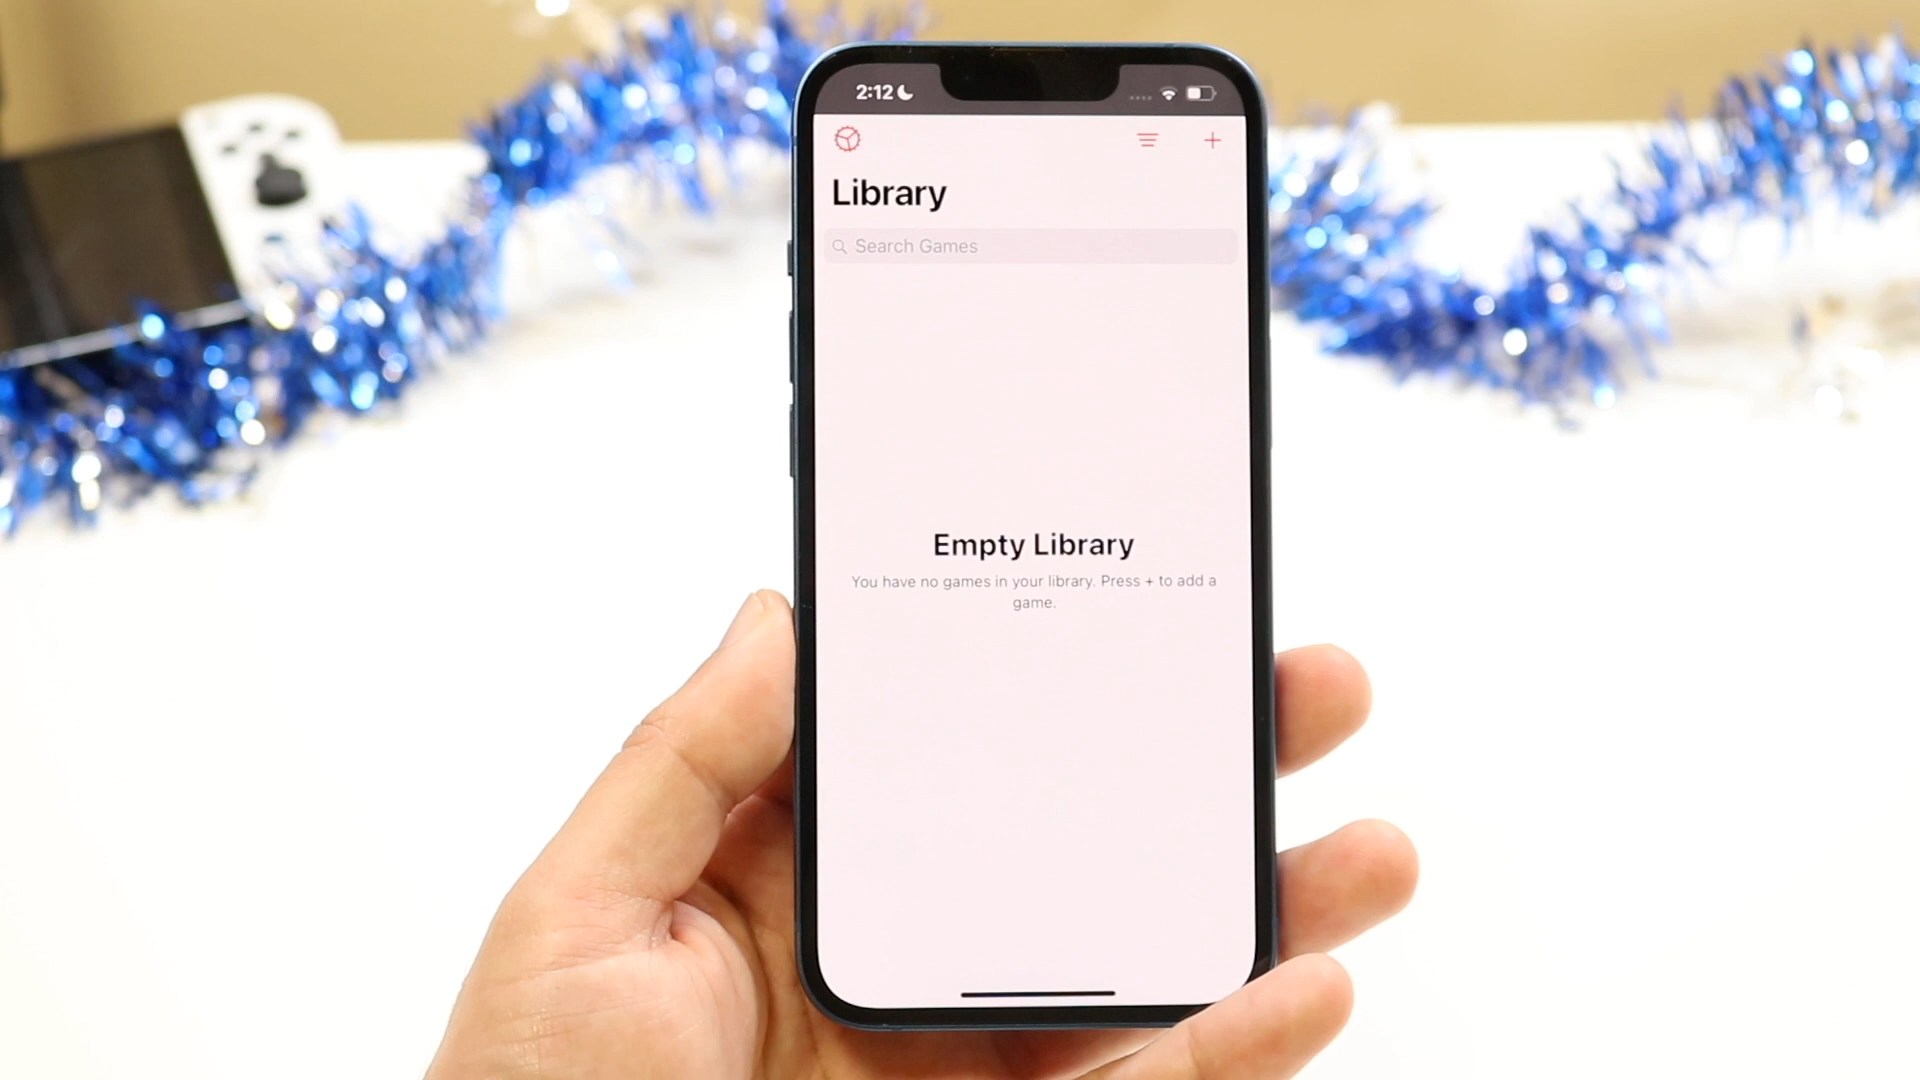 2:12
Library
Search Games
Empty Library
You have no games in your library. Press + to add a
game.